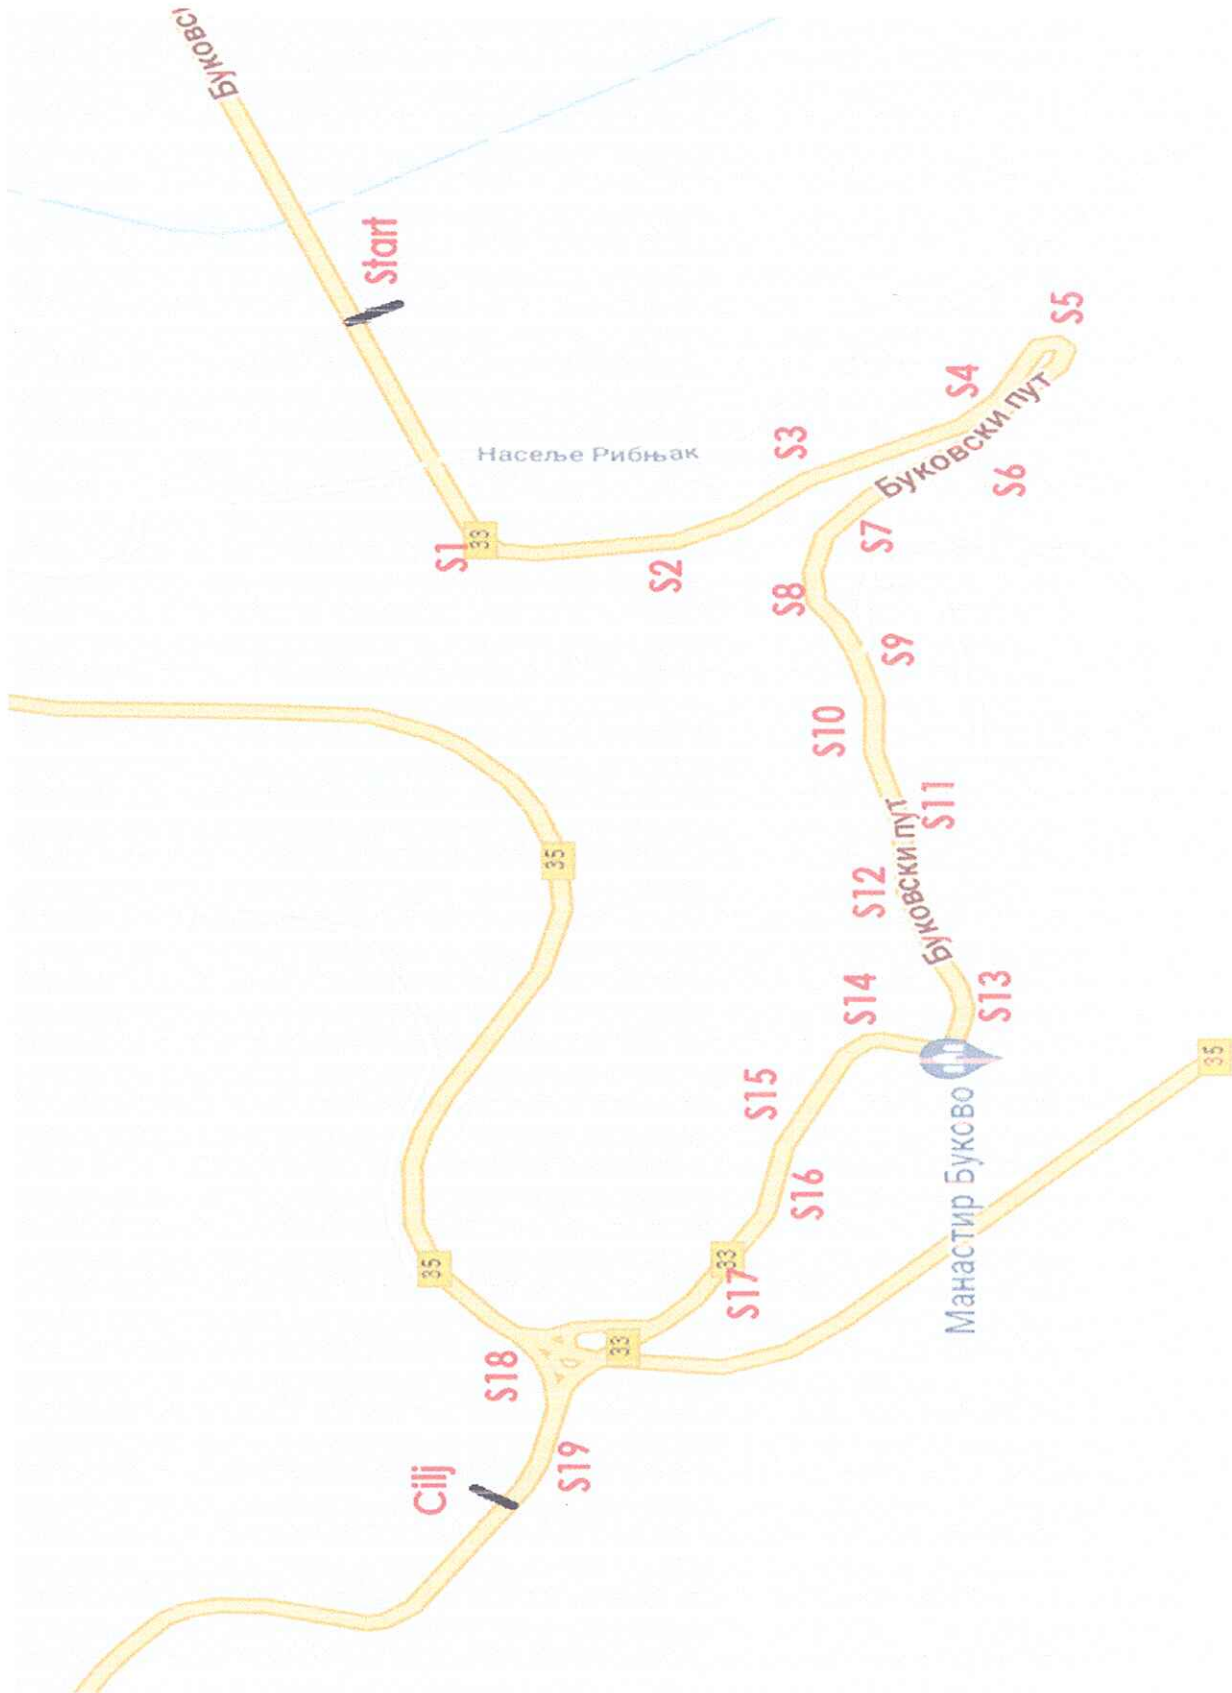 Буковс
Start
Насеље Рибњак
S1
33
S2
S3
S4
S5
Буковски пут
S6
S7
S8
S9
S10
S11
Буковски пут
S12
S13
S14
Манастир Буково
S15
S16
33
S17
33
S18
S19
Cilj
35
35
35